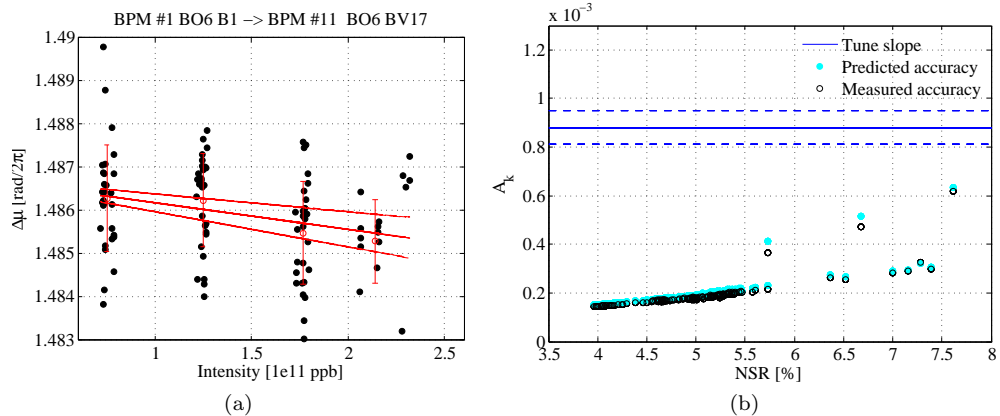 BPM #1 BO6 B1 −> BPM #11 BO6 BV17
1.49
1.489
1.488
1.487
1.486
1.485
1.484
1.483
Δμ [rad/2π]
1
1.5
2
2.5
Intensity [1e11 ppb]
(a)
x 10⁻³
1.2
1
0.8
0.6
0.4
0.2
0
A_k
Tune slope
Predicted accuracy
Measured accuracy
3.5
4
4.5
5
5.5
6
6.5
7
7.5
8
NSR [%]
(b)